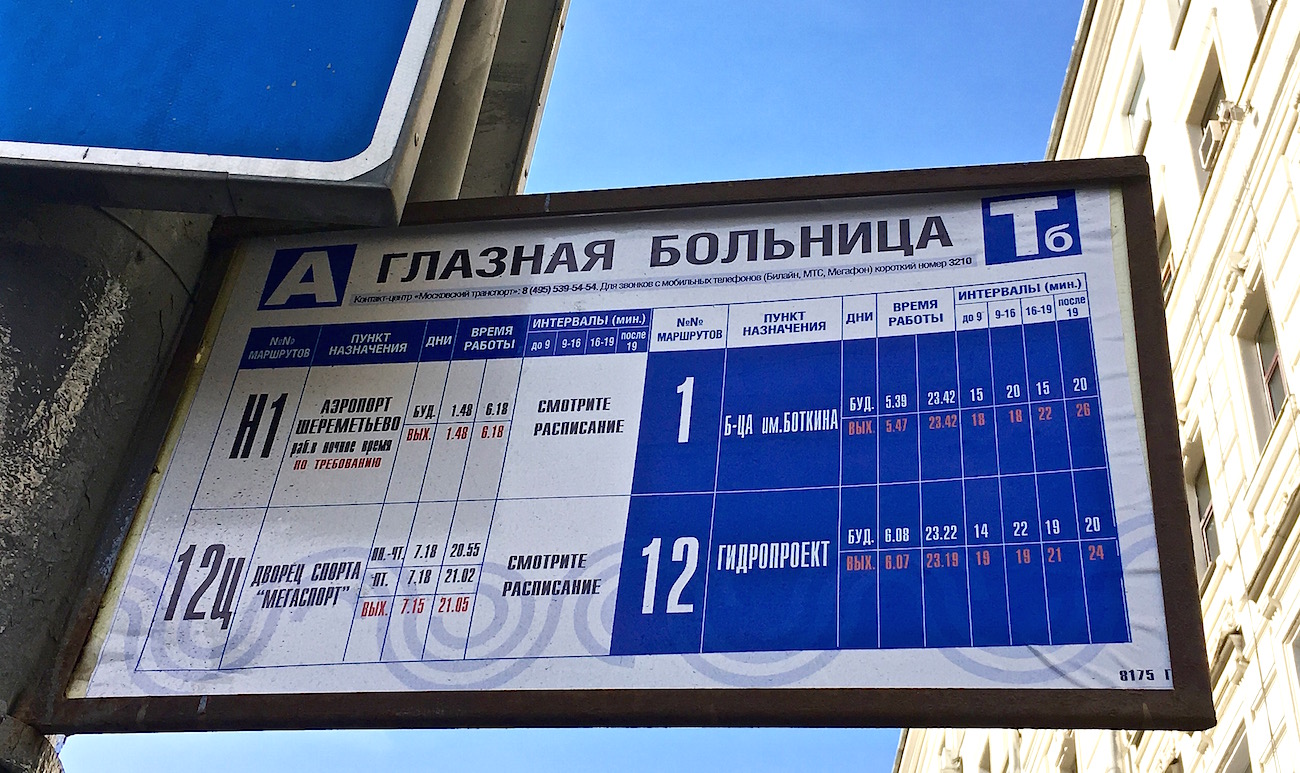 А ГЛАЗНАЯ БОЛЬНИЦА Тб
Контакт-центр «Московский транспорт»: 8 (495) 539-54-54. Для звонков с мобильных телефонов (Билайн, МТС, Мегафон) короткий номер 3210
№№ МАРШРУТОВ ПУНКТ НАЗНАЧЕНИЯ ДНИ ВРЕМЯ РАБОТЫ ИНТЕРВАЛЫ (мин.)
до 9 9-16 16-19 после 19
Н1 АЭРОПОРТ ШЕРЕМЕТЬЕВО
раб.в ночное время
ПО ТРЕБОВАНИЮ
БУД. 1.48 6.18
ВЫХ. 1.48 6.18
СМОТРИТЕ
РАСПИСАНИЕ
12ц ДВОРЕЦ СПОРТА
"МЕГАСПОРТ"
ПН.-ЧТ. 7.18 20.55
ПТ. 7.18 21.02
ВЫХ. 7.15 21.05
СМОТРИТЕ
РАСПИСАНИЕ
№№ МАРШРУТОВ ПУНКТ НАЗНАЧЕНИЯ ДНИ ВРЕМЯ РАБОТЫ ИНТЕРВАЛЫ (мин.)
до 9 9-16 16-19 после 19
1 Б-ЦА им.БОТКИНА
БУД. 5.39 23.42 15 20 15 20
ВЫХ. 5.47 23.42 18 18 22 26
12 ГИДРОПРОЕКТ
БУД. 6.08 23.22 14 22 19 20
ВЫХ. 6.07 23.19 19 19 21 24
8175 Г